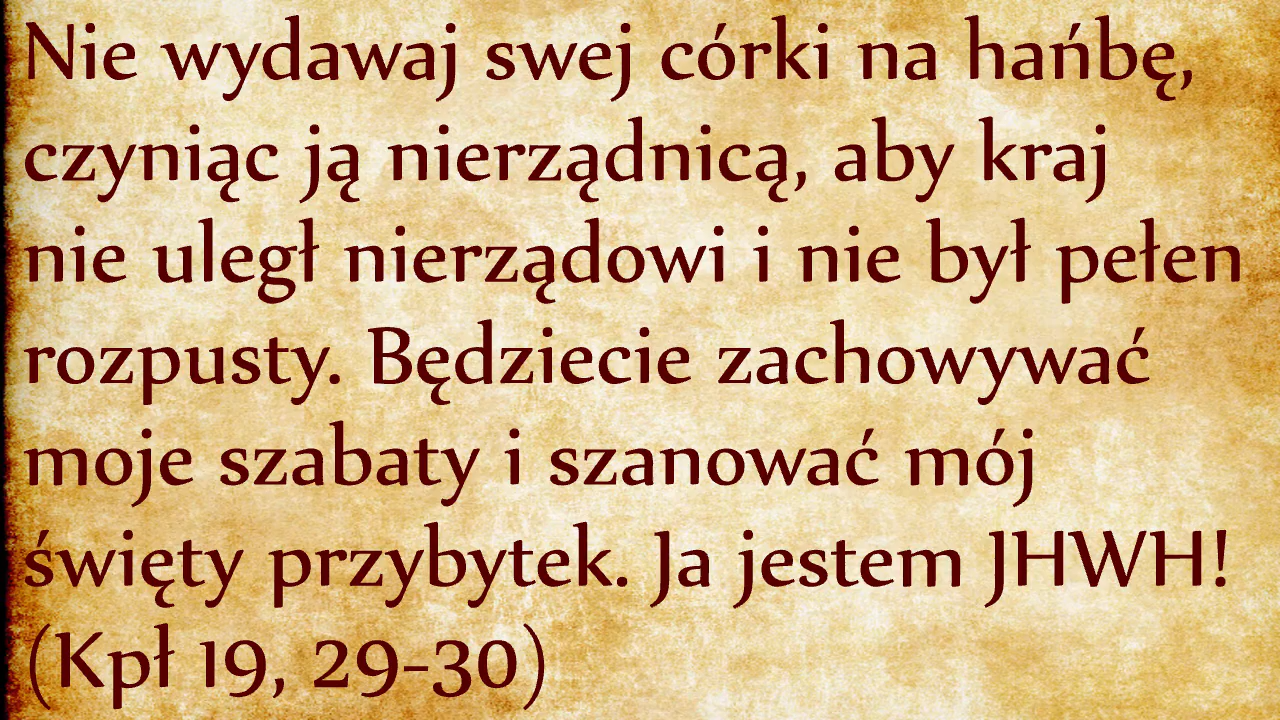 Nie wydawaj swej córki na hańbę,
czyniąc ją nierządnicą, aby kraj
nie uległ nierządowi i nie był pełen
rozpusty. Będziecie zachowywać
moje szabaty i szanować mój
święty przybytek. Ja jestem JHWH!
(Kpł 19, 29-30)